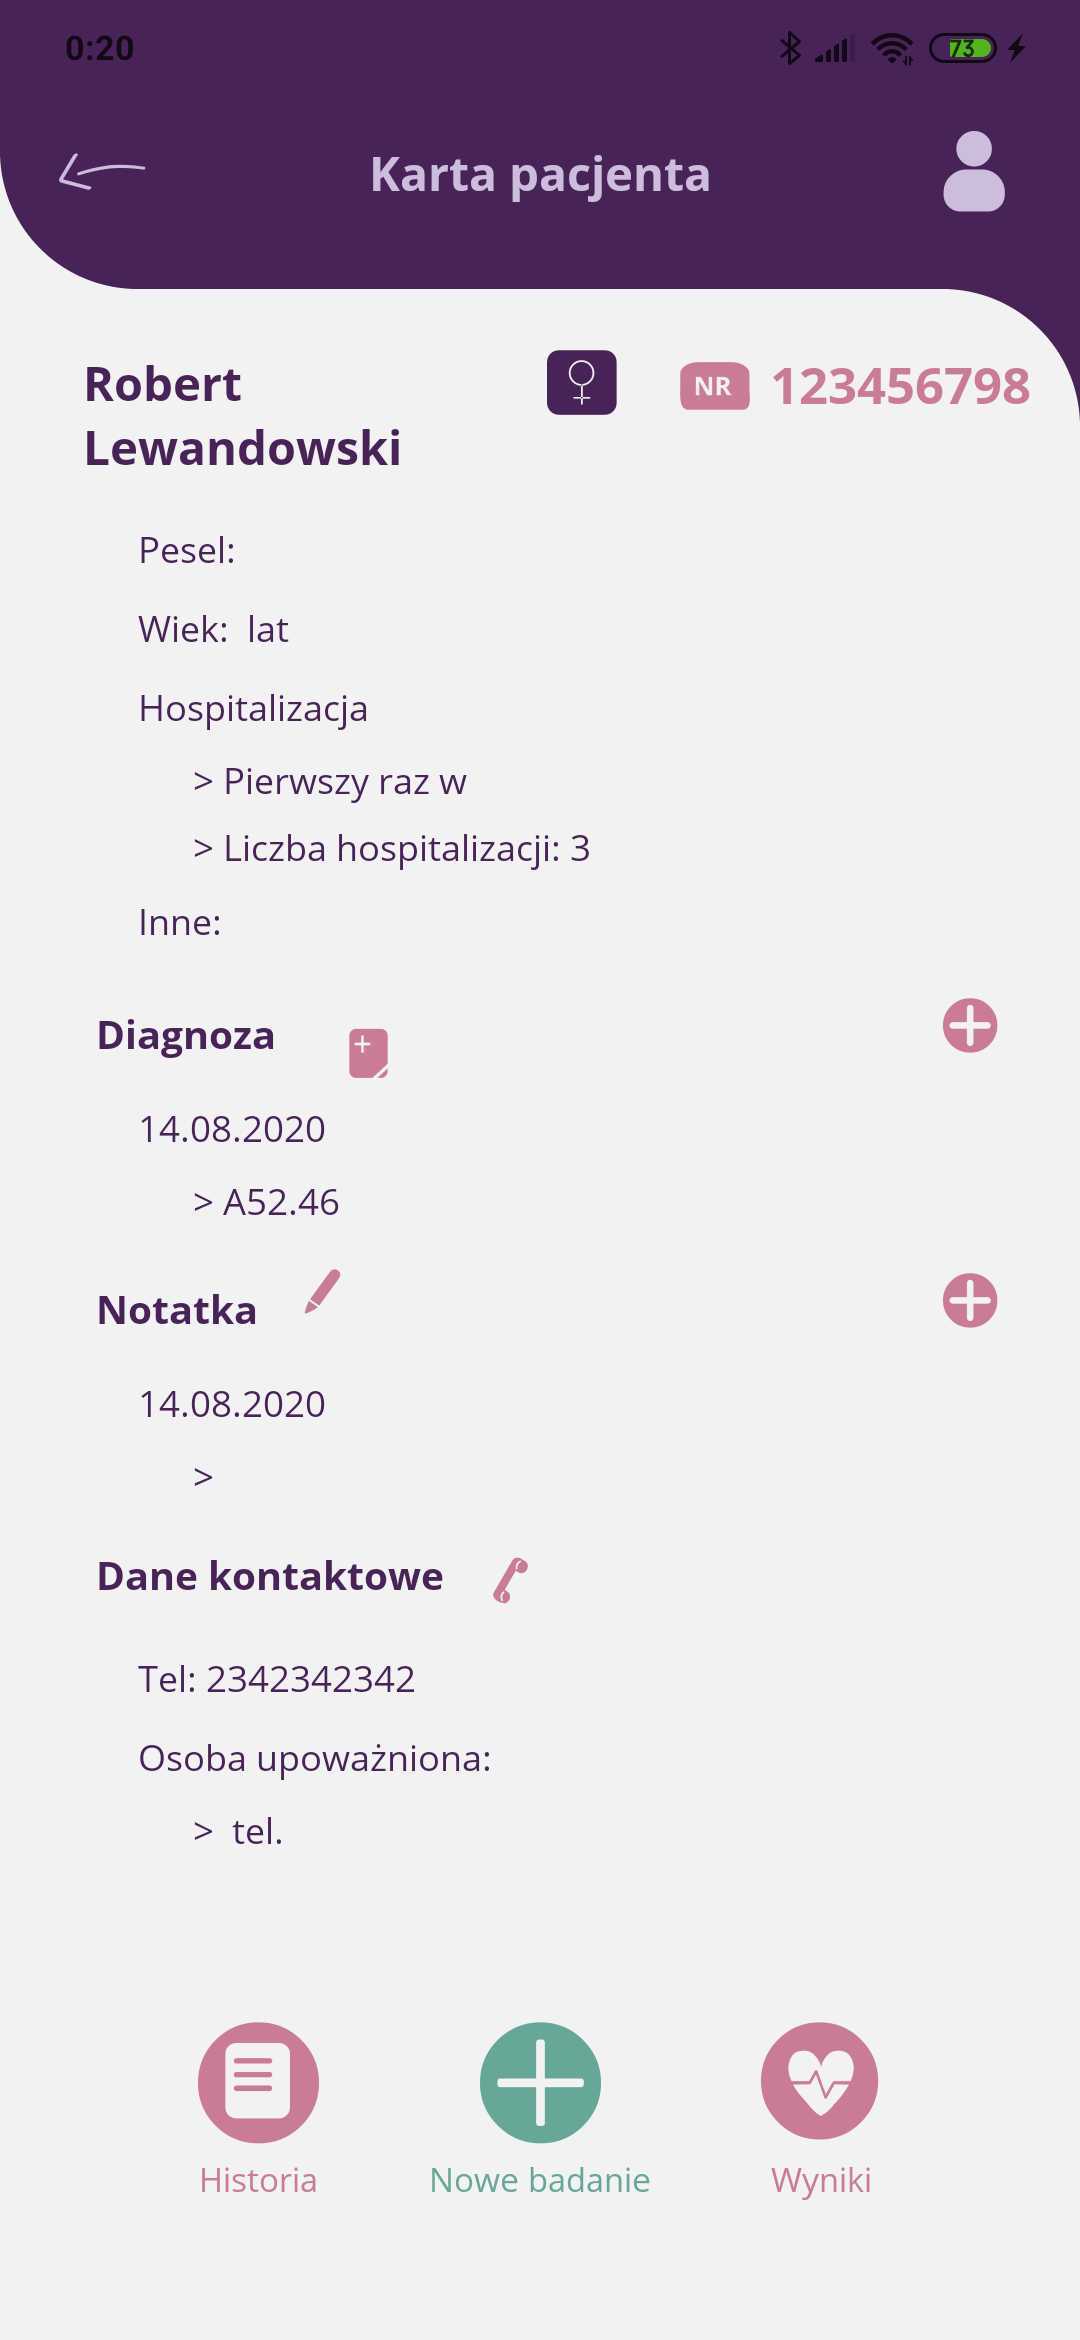 0:20
73
Karta pacjenta
Robert
Lewandowski
NR
123456798
Pesel:
Wiek:  lat
Hospitalizacja
> Pierwszy raz w
> Liczba hospitalizacji: 3
Inne:
Diagnoza
14.08.2020
> A52.46
Notatka
14.08.2020
>
Dane kontaktowe
Tel: 2342342342
Osoba upoważniona:
>  tel.
Historia
Nowe badanie
Wyniki